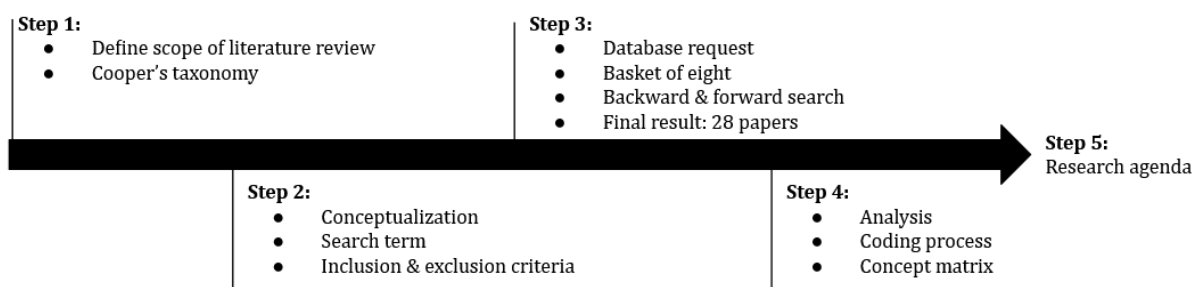 Step 1:
● Define scope of literature review
● Cooper’s taxonomy
Step 2:
● Conceptualization
● Search term
● Inclusion & exclusion criteria
Step 3:
● Database request
● Basket of eight
● Backward & forward search
● Final result: 28 papers
Step 4:
● Analysis
● Coding process
● Concept matrix
Step 5:
Research agenda